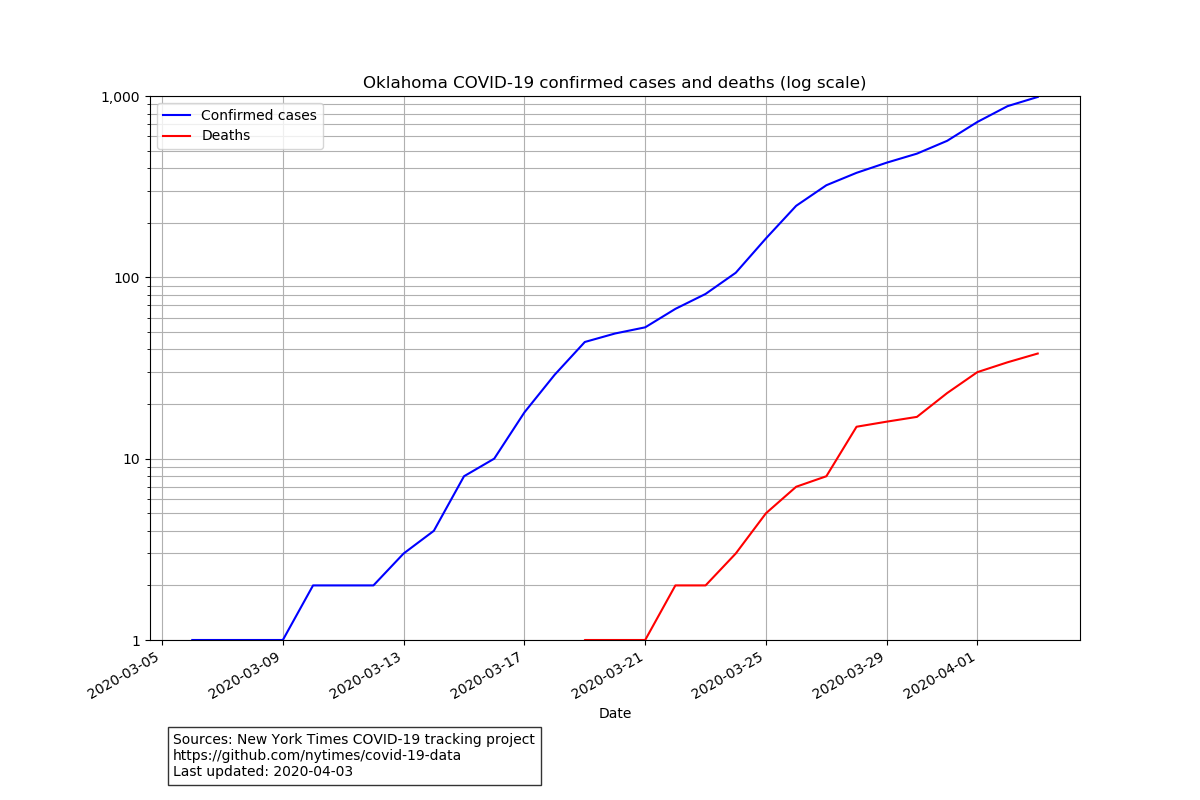 Oklahoma COVID-19 confirmed cases and deaths (log scale)
1,000
100
10
1
Confirmed cases
Deaths
2020-03-05
2020-03-09
2020-03-13
2020-03-17
2020-03-21
2020-03-25
2020-03-29
2020-04-01
Date
Sources: New York Times COVID-19 tracking project
https://github.com/nytimes/covid-19-data
Last updated: 2020-04-03